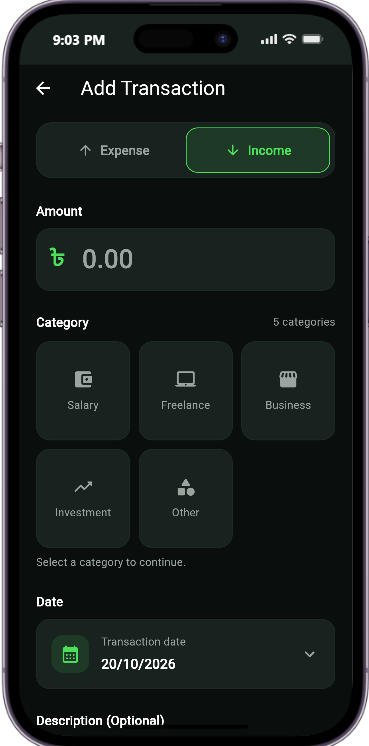 9:03 PM
Add Transaction
Expense
Income
Amount
৳ 0.00
Category
5 categories
Salary
Freelance
Business
Investment
Other
Select a category to continue.
Date
Transaction date
20/10/2026
Description (Optional)